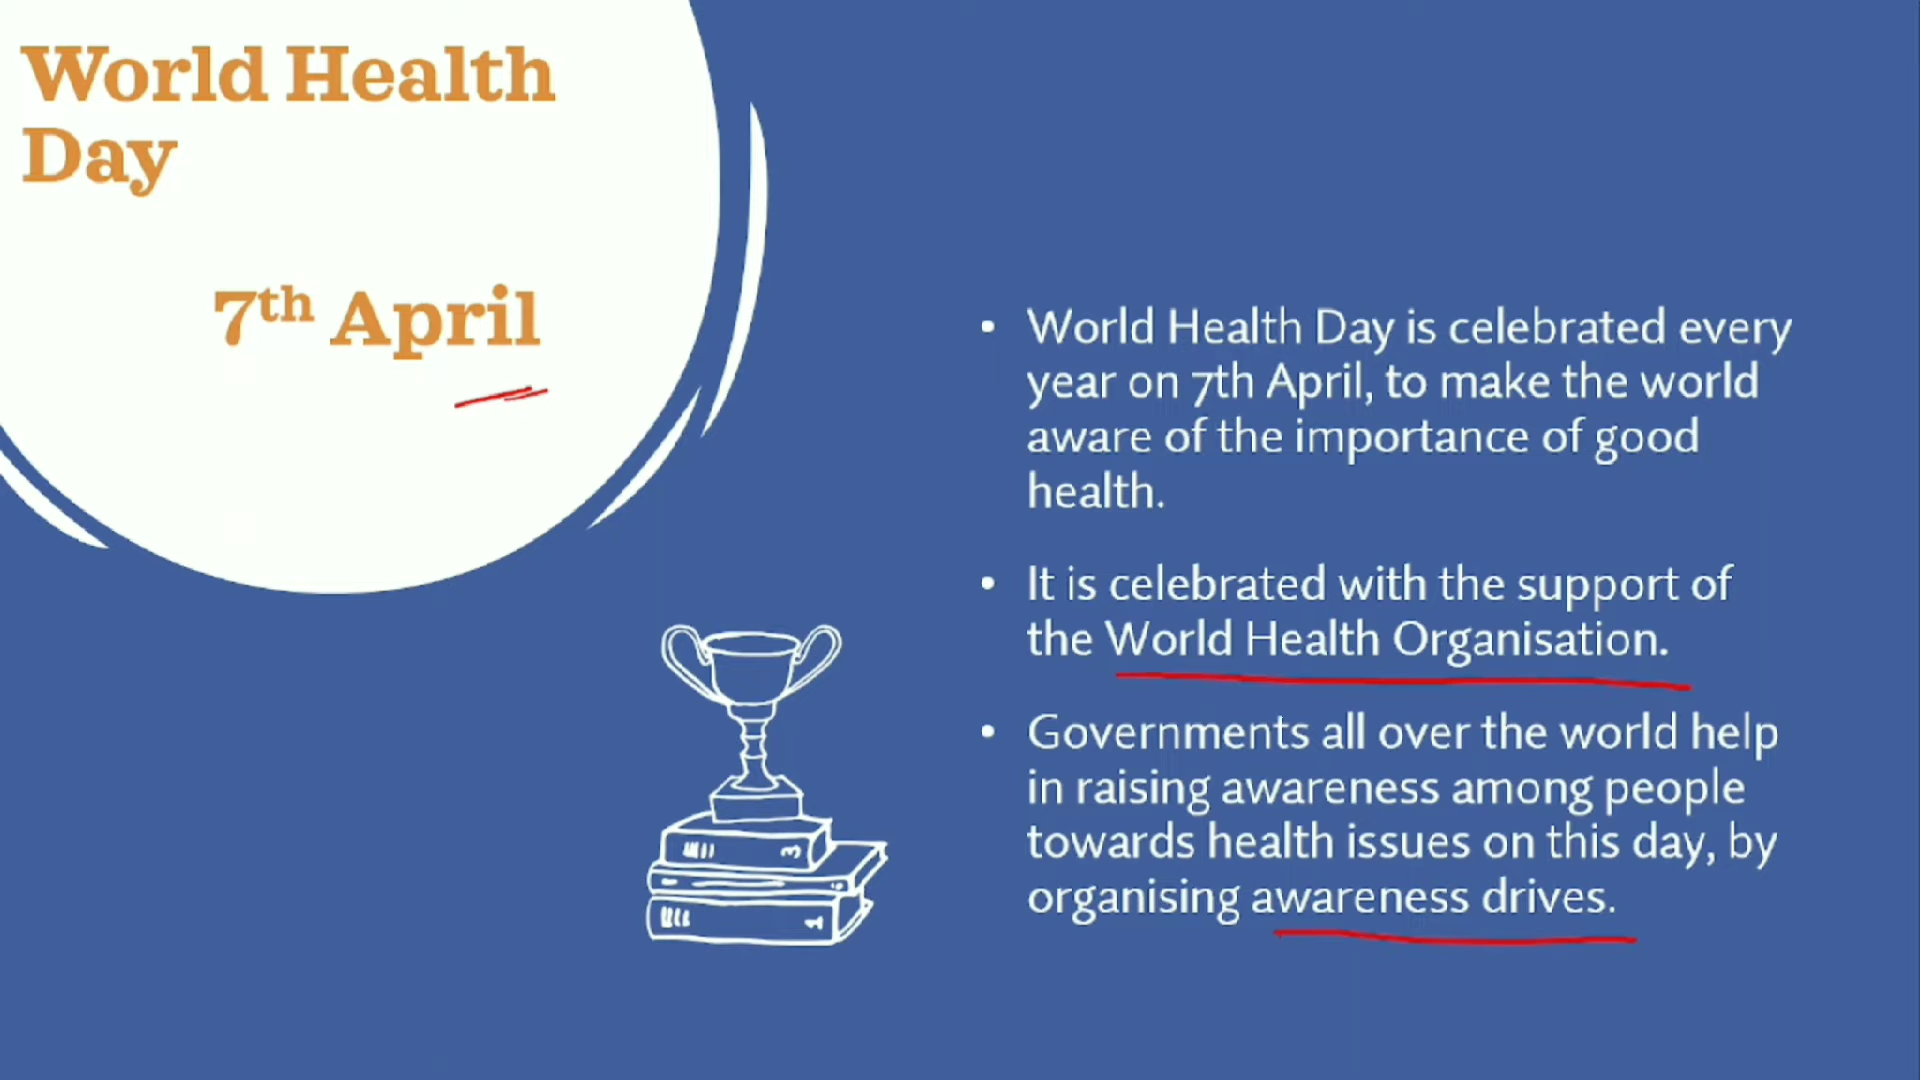 World Health
Day
7th April
• World Health Day is celebrated every
year on 7th April, to make the world
aware of the importance of good
health.
• It is celebrated with the support of
the World Health Organisation.
• Governments all over the world help
in raising awareness among people
towards health issues on this day, by
organising awareness drives.